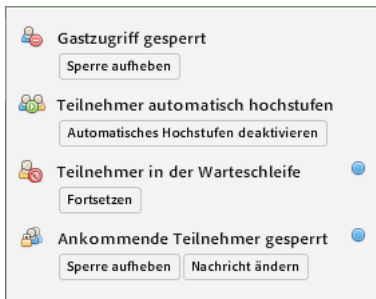 Gastzugriff gesperrt
Sperre aufheben
Teilnehmer automatisch hochstufen
Automatisches Hochstufen deaktivieren
Teilnehmer in der Warteschleife
Fortsetzen
Ankommende Teilnehmer gesperrt
Sperre aufheben Nachricht ändern